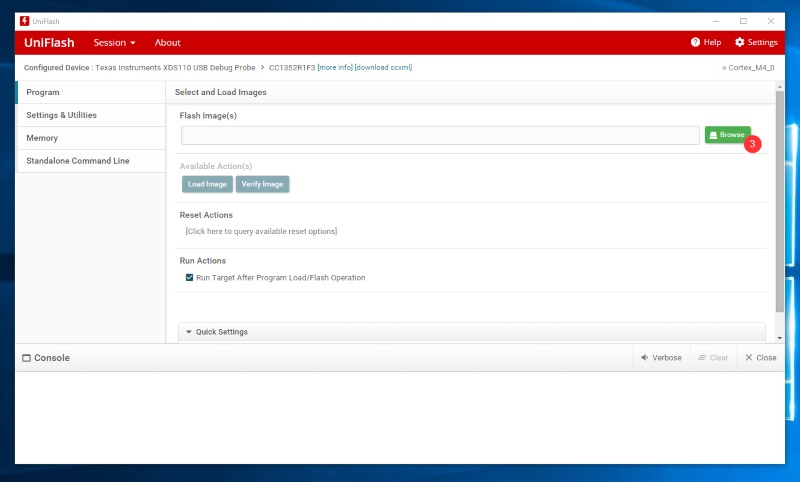 UniFlash
UniFlash Session About Help Settings
Configured Device : Texas Instruments XDS110 USB Debug Probe > CC1352R1F3 [more info] [download ccxml] Cortex_M4_0
Program
Settings & Utilities
Memory
Standalone Command Line
Select and Load Images
Flash Image(s)
Browse
3
Available Action(s)
Load Image Verify Image
Reset Actions
[Click here to query available reset options]
Run Actions
Run Target After Program Load/Flash Operation
Quick Settings
Console Verbose Clear Close